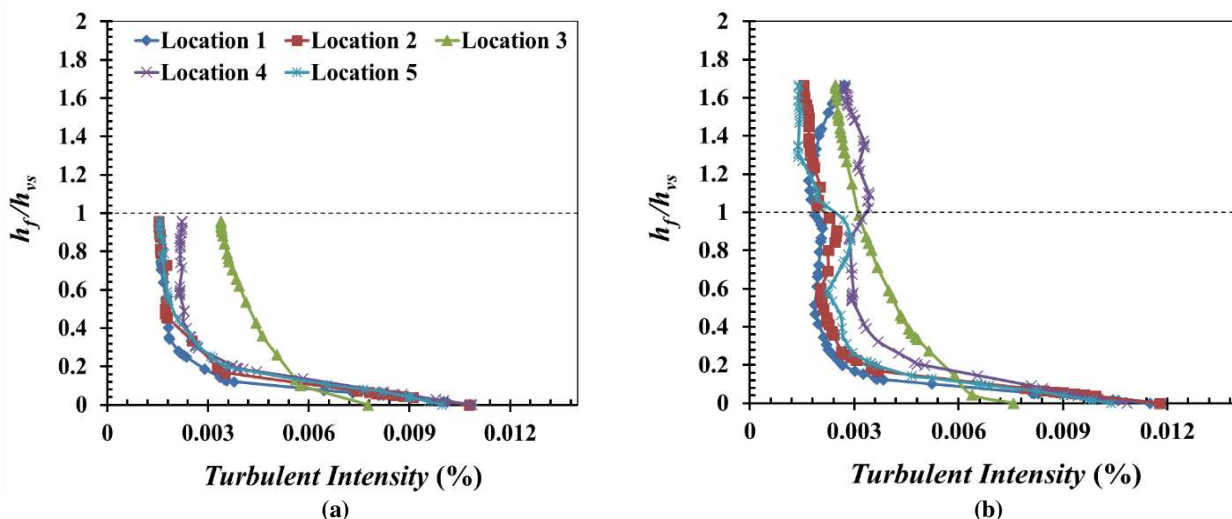 2
1.8
1.6
1.4
1.2
1
0.8
0.6
0.4
0.2
0
h_f/h_vs
Location 1 Location 2 Location 3
Location 4 Location 5
0 0.003 0.006 0.009 0.012
Turbulent Intensity (%)
(a)
2
1.8
1.6
1.4
1.2
1
0.8
0.6
0.4
0.2
0
h_f/h_vs
0 0.003 0.006 0.009 0.012
Turbulent Intensity (%)
(b)